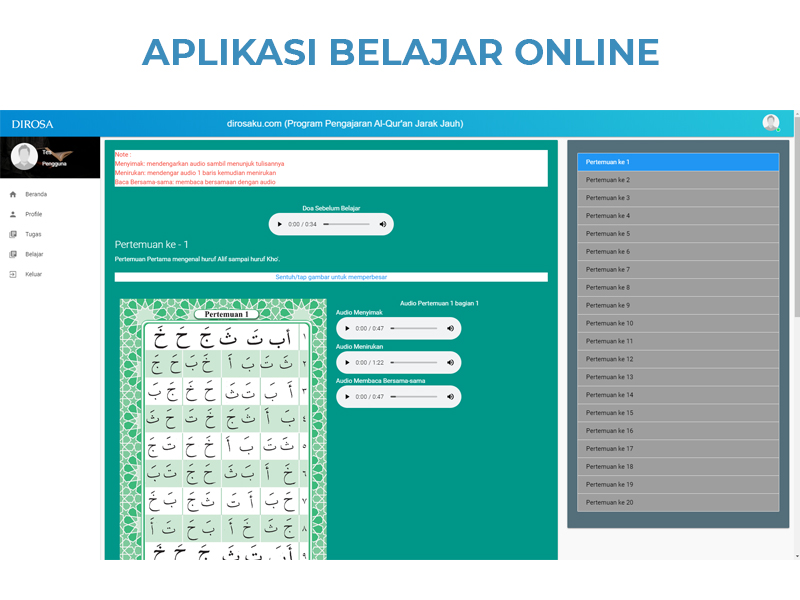 APLIKASI BELAJAR ONLINE
DIROSA
dirosaku.com (Program Pengajaran Al-Qur'an Jarak Jauh)
Tes
Pengguna
Beranda
Profile
Tugas
Belajar
Keluar
Note :
Menyimak: mendengarkan audio sambil menunjuk tulisannya
Menirukan: mendengar audio 1 baris kemudian menirukan
Baca Bersama-sama: membaca bersamaan dengan audio
Doa Sebelum Belajar
0:00 / 0:34
Pertemuan ke - 1
Pertemuan Pertama mengenal huruf Alif sampai huruf Kho'.
Sentuh/tap gambar untuk memperbesar
Pertemuan 1
١ أَ بَ تَ ثَ جَ حَ خَ
٢ ثَ تَ بَ أَ خَ بَ حَ جَ
٣ أَ بَ تَ ثَ خَ حَ جَ بَ
٤ بَ أَ ثَ جَ تَ خَ حَ ثَ
٥ ثَ تَ بَ أَ خَ حَ جَ تَ
٦ خَ أَ ثَ بَ جَ حَ تَ بَ
٧ حَ بَ تَ أَ جَ ثَ خَ بَ
٨ جَ ثَ خَ أَ حَ بَ تَ أَ
٩ أَ بَ تَ ثَ جَ حَ خَ
Audio Pertemuan 1 bagian 1
Audio Menyimak
0:00 / 0:47
Audio Menirukan
0:00 / 1:22
Audio Membaca Bersama-sama
0:00 / 0:47
Pertemuan ke 1
Pertemuan ke 2
Pertemuan ke 3
Pertemuan ke 4
Pertemuan ke 5
Pertemuan ke 6
Pertemuan ke 7
Pertemuan ke 8
Pertemuan ke 9
Pertemuan ke 10
Pertemuan ke 11
Pertemuan ke 12
Pertemuan ke 13
Pertemuan ke 14
Pertemuan ke 15
Pertemuan ke 16
Pertemuan ke 17
Pertemuan ke 18
Pertemuan ke 19
Pertemuan ke 20